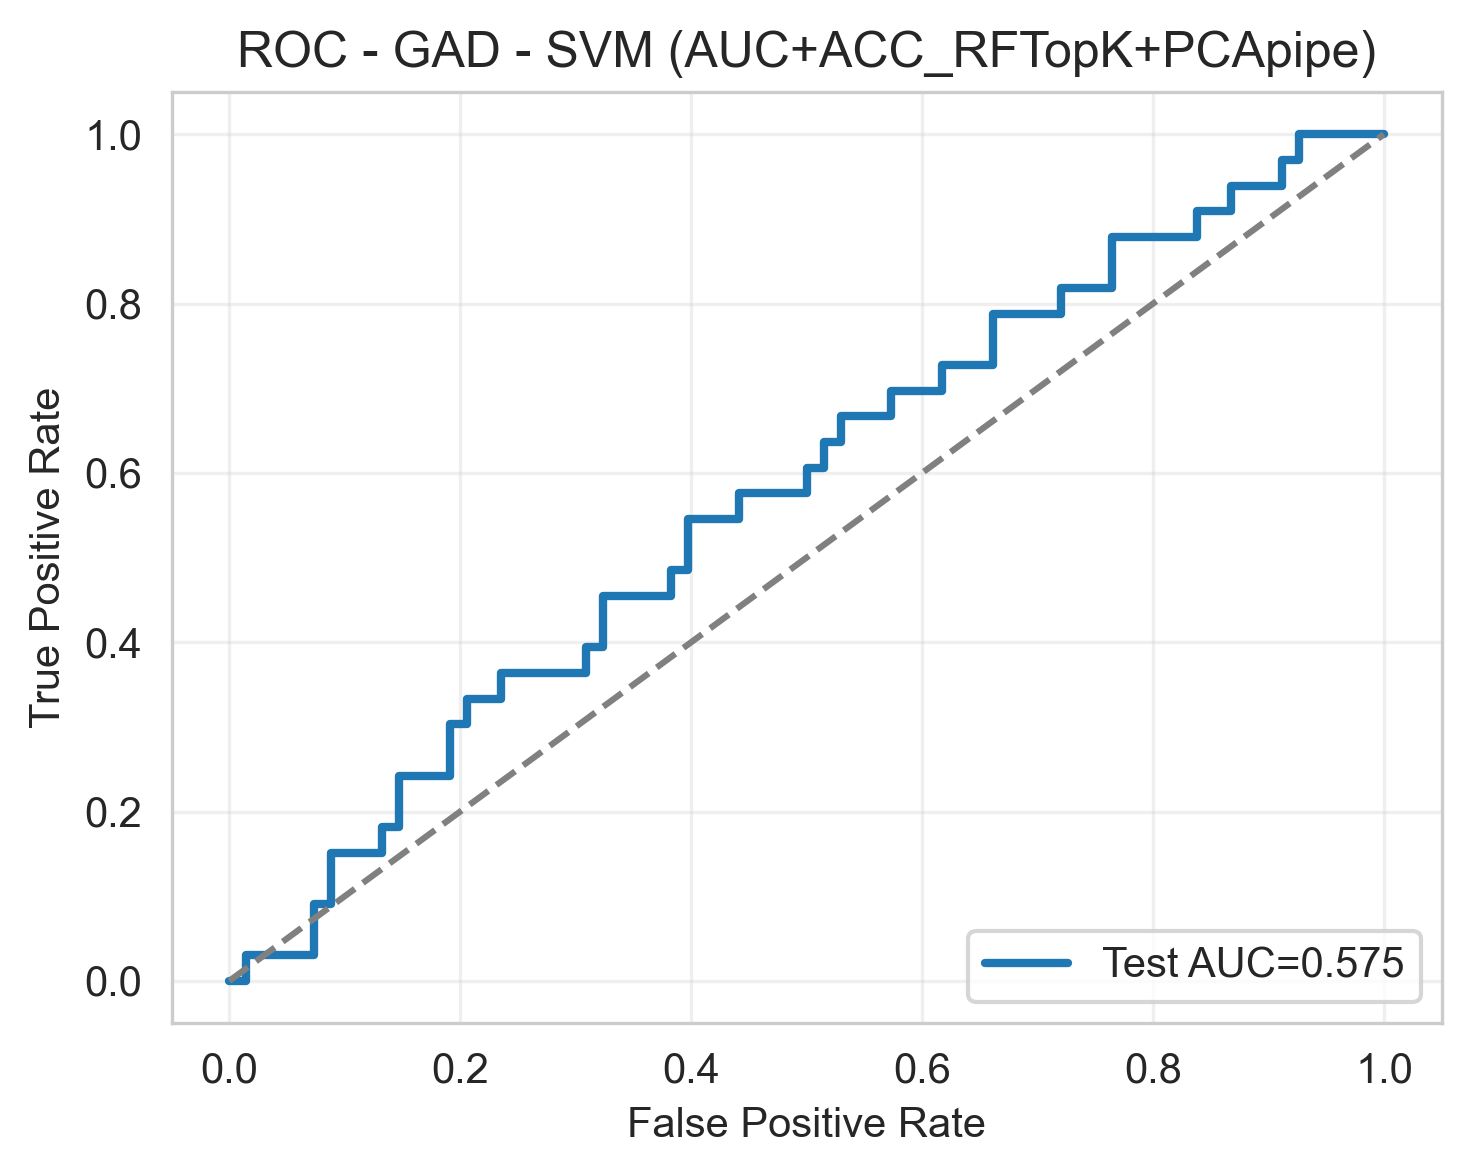 ROC - GAD - SVM (AUC+ACC_RFTopK+PCApipe)
True Positive Rate
1.0
0.8
0.6
0.4
0.2
0.0
Test AUC=0.575
0.0 0.2 0.4 0.6 0.8 1.0
False Positive Rate